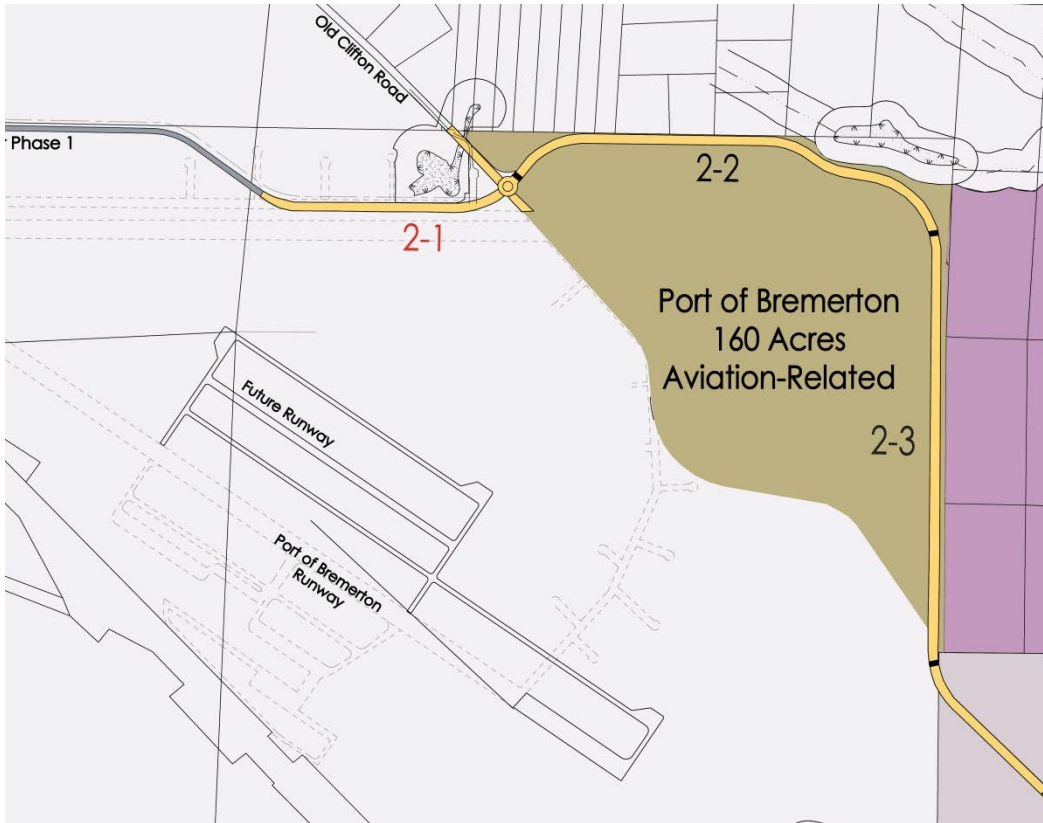 Old Clifton Road
Phase 1
2-1
2-2
Port of Bremerton
160 Acres
Aviation-Related
2-3
Future Runway
Port of Bremerton
Runway